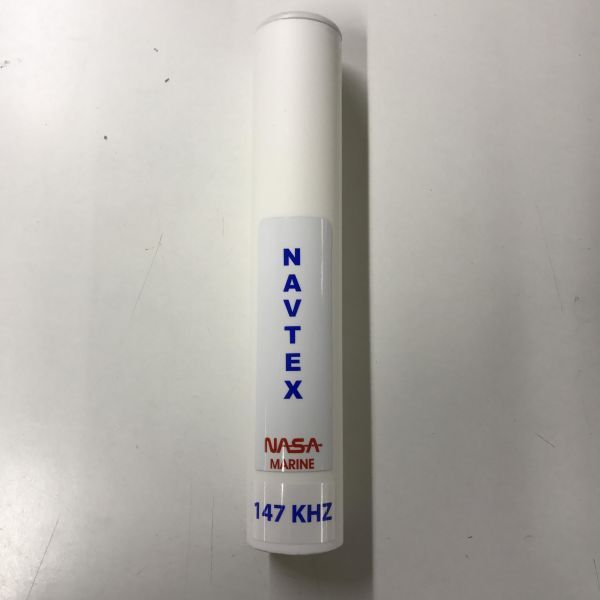 NAVTEX
NASA
MARINE
147 KHZ